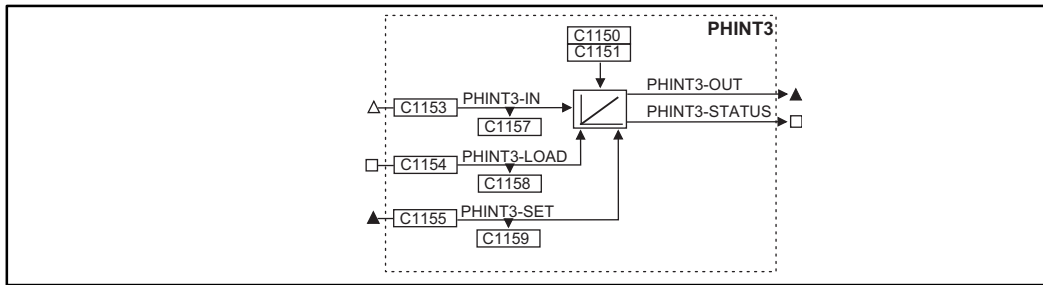 PHINT3
C1150
C1151
PHINT3-OUT
C1153 PHINT3-IN
PHINT3-STATUS
C1157
C1154 PHINT3-LOAD
C1158
C1155 PHINT3-SET
C1159